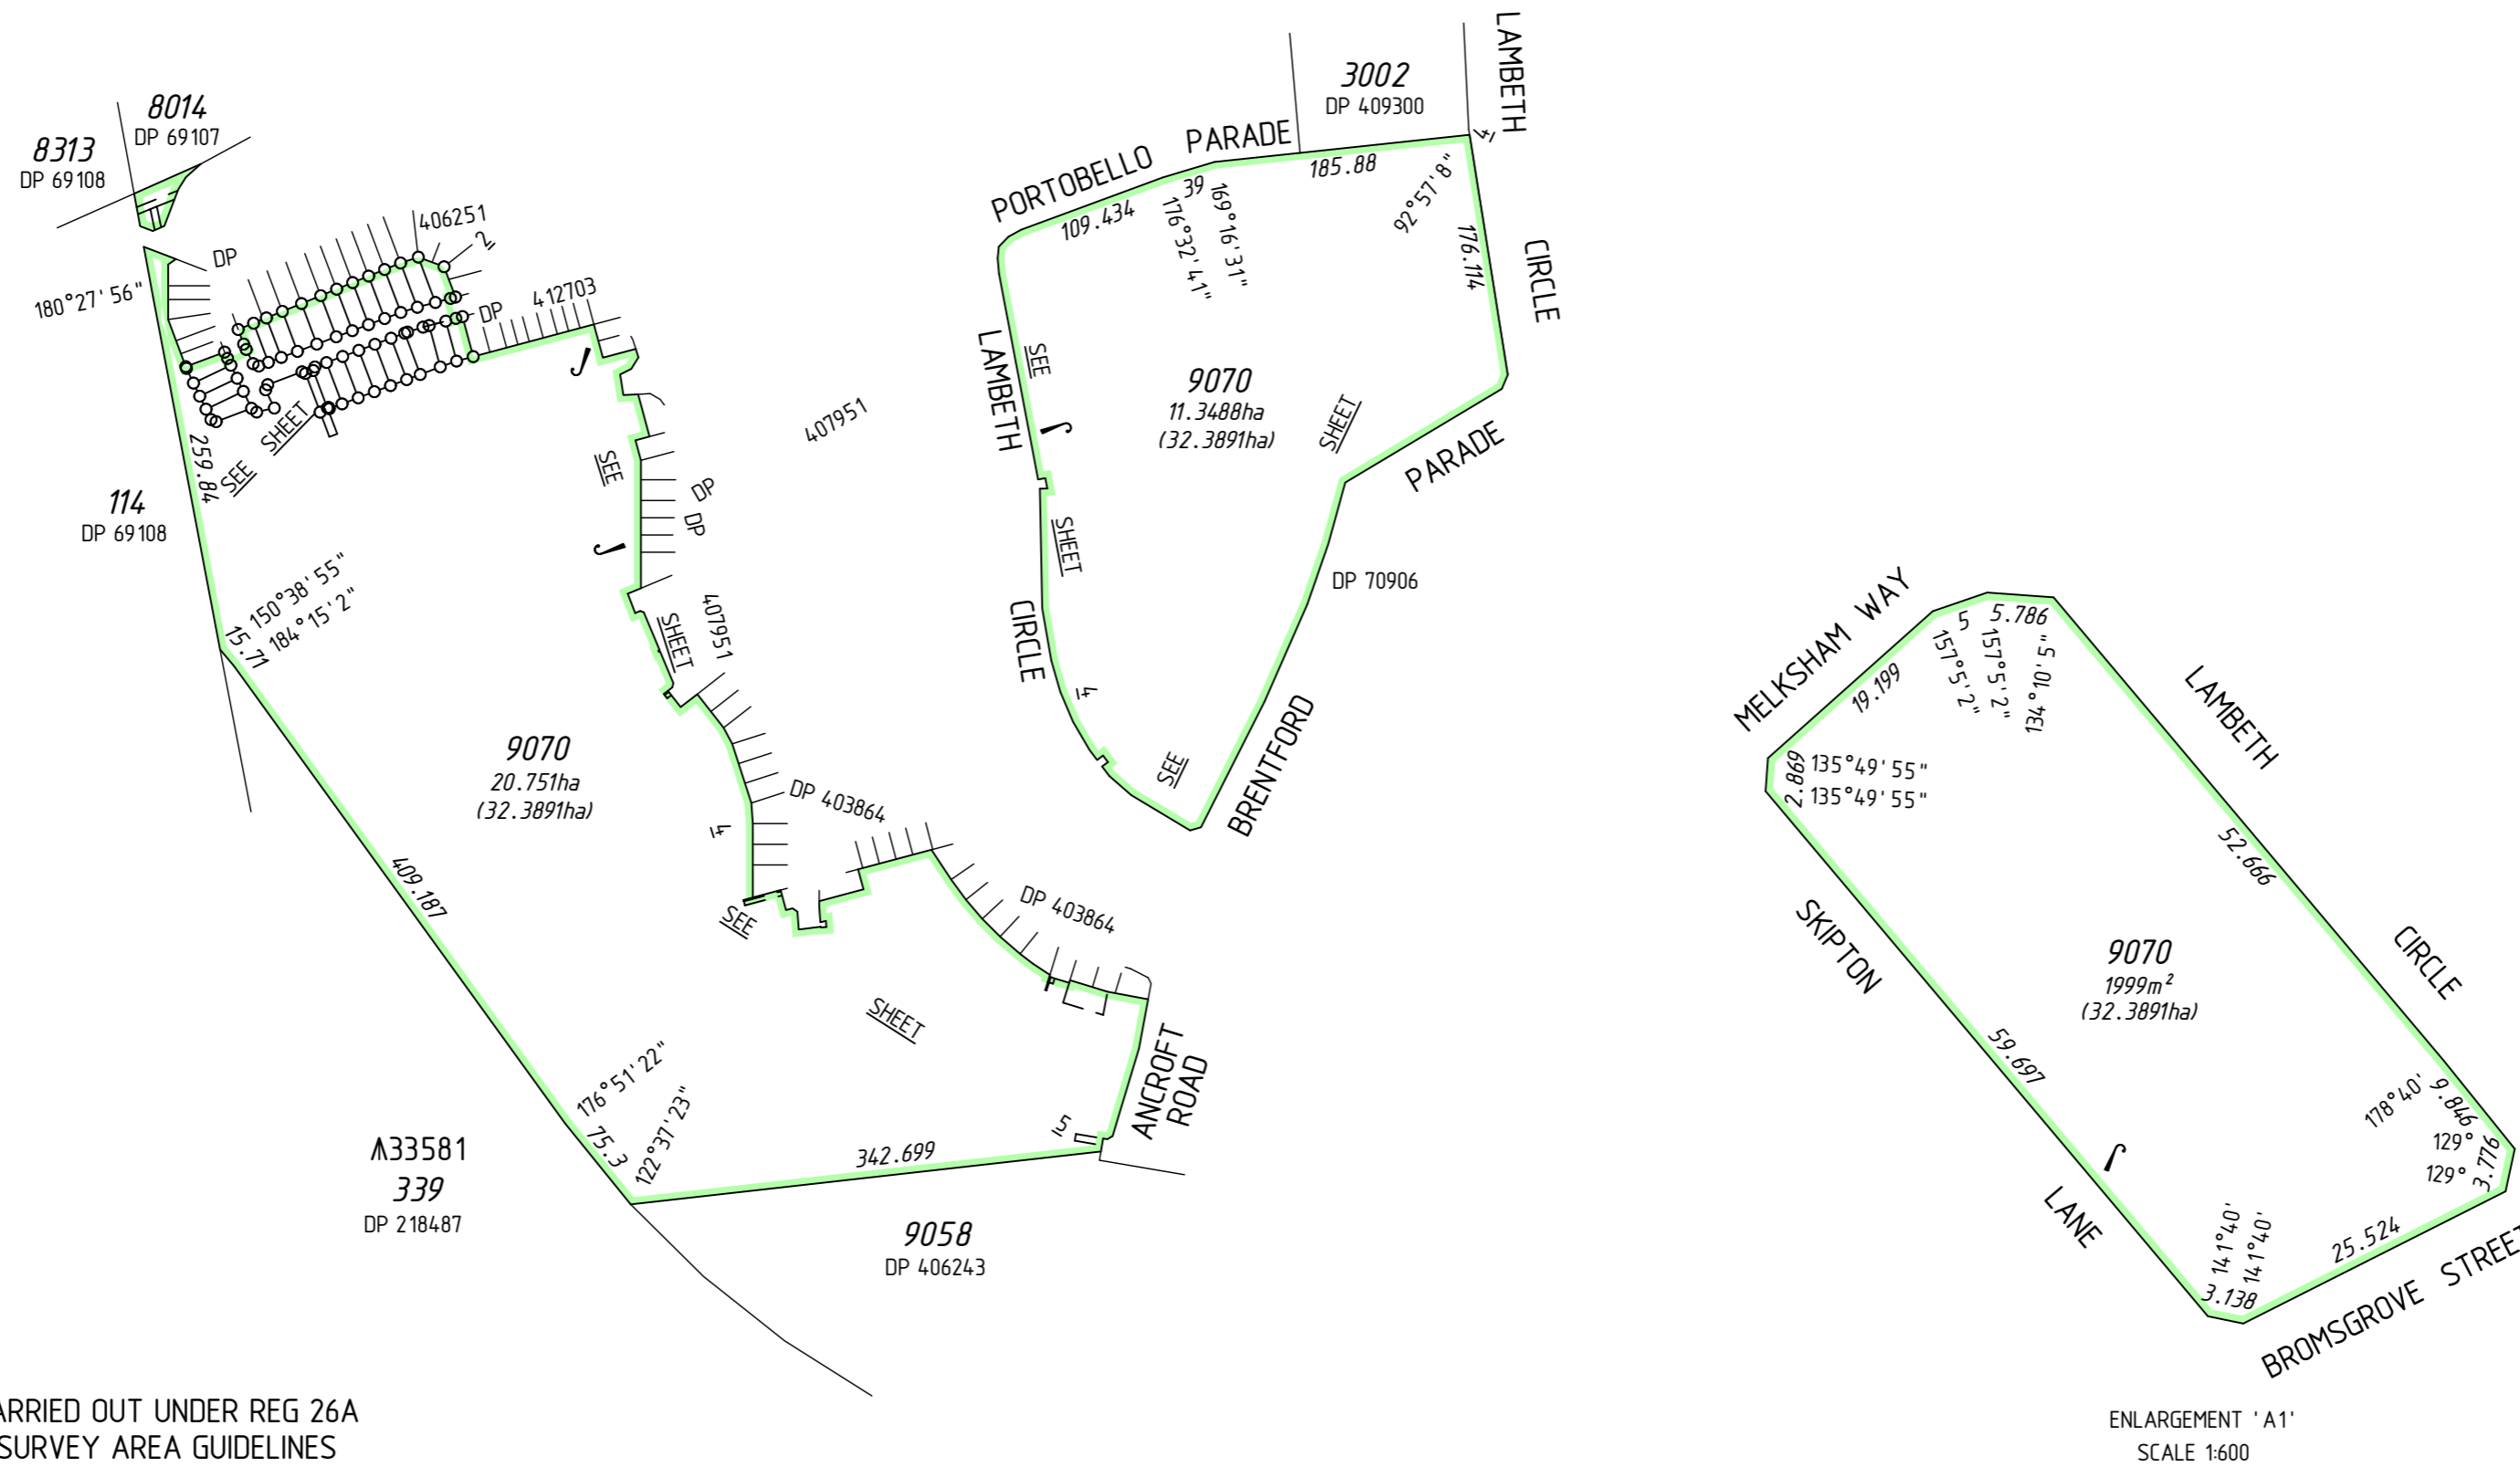 8014
DP 69107
8313
DP 69108
DP
180°27'56"
406251
2
DP
412703
259.84
SEE
SHEET
114
DP 69108
SEE
DP
DP
407951
150°38'55"
184°15'2"
15.71
SHEET
407951
9070
20.751ha
(32.3891ha)
409.187
4
DP 403864
SEE
DP 403864
SHEET
ANCROFT
ROAD
5
176°51'22"
75.3
122°37'23"
342.699
Λ33581
339
DP 218487
9058
DP 406243
ARRIED OUT UNDER REG 26A
SURVEY AREA GUIDELINES
3002
DP 409300
LAMBETH
4
PORTOBELLO PARADE
109.434
39
176°32'41"
169°16'31"
185.88
92°57'8"
176.114
CIRCLE
LAMBETH
SEE
9070
11.3488ha
(32.3891ha)
SHEET
PARADE
SHEET
DP 70906
CIRCLE
4
SEE
BRENTFORD
MELKSHAM WAY
19.199
5
5.786
157°5'2"
157°5'2"
134°10'5"
LAMBETH
2.869
135°49'55"
135°49'55"
52.666
SKIPTON
CIRCLE
9070
1999m²
(32.3891ha)
59.697
178°40'
9.846
129°
129°
3.776
LANE
141°40'
141°40'
3.138
25.524
BROMSGROVE STREET
ENLARGEMENT 'A1'
SCALE 1:600